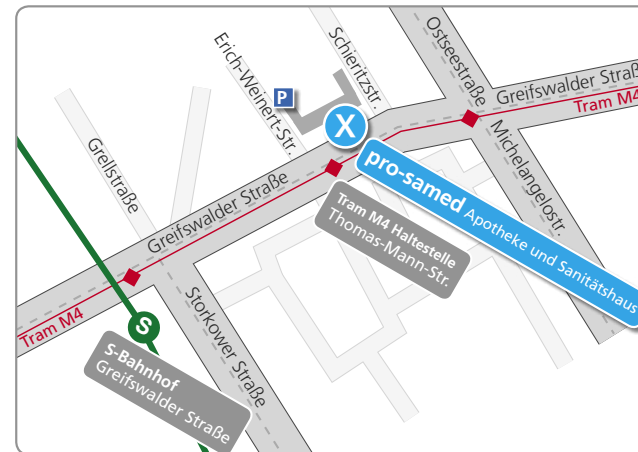 Ostseestraße
Schieritzstr.
Erich-Weinert-Str.
P
Greifswalder Straß
Tram M4
X
Grellstraße
Michelangelostr.
pro-samed Apotheke und Sanitätshaus
Greifswalder Straße
Tram M4 Haltestelle
Thomas-Mann-Str.
Tram M4
S
Storkower Straße
S-Bahnhof
Greifswalder Straße